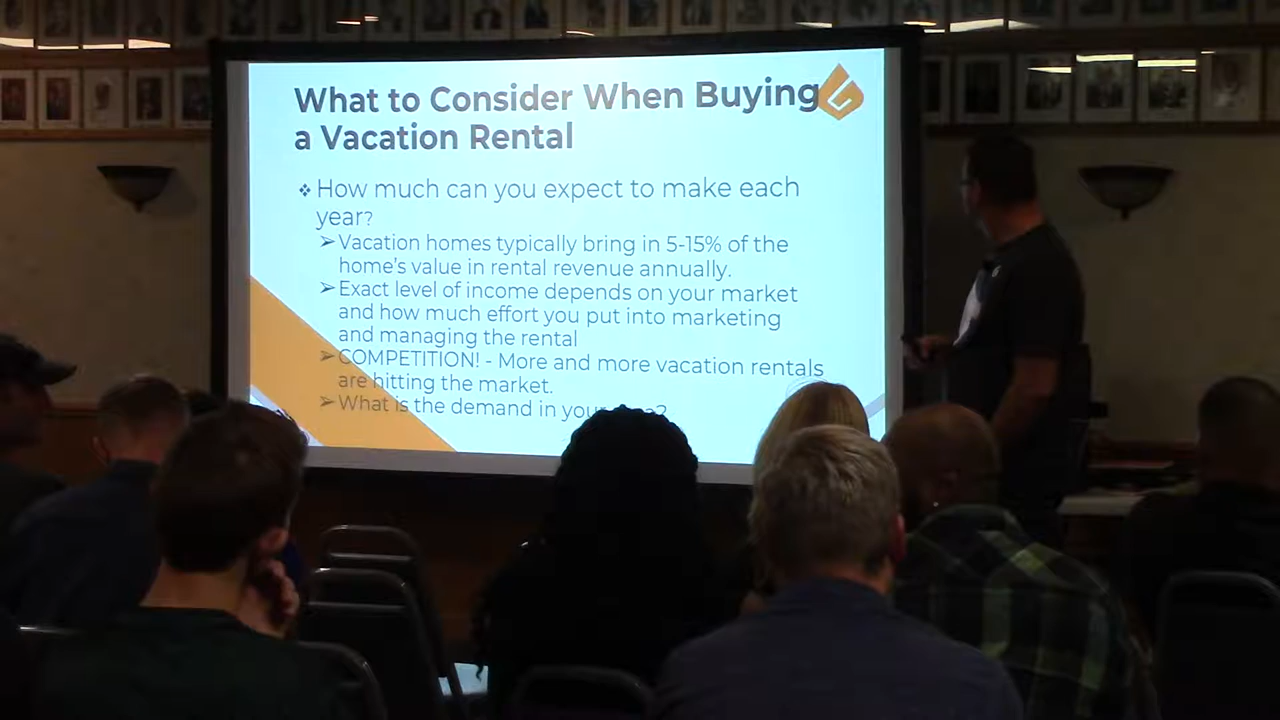 What to Consider When Buying
a Vacation Rental
❖ How much can you expect to make each
year?
➢ Vacation homes typically bring in 5-15% of the
home's value in rental revenue annually.
➢ Exact level of income depends on your market
and how much effort you put into marketing
and managing the rental
➢ COMPETITION! - More and more vacation rentals
are hitting the market.
➢ What is the demand in your